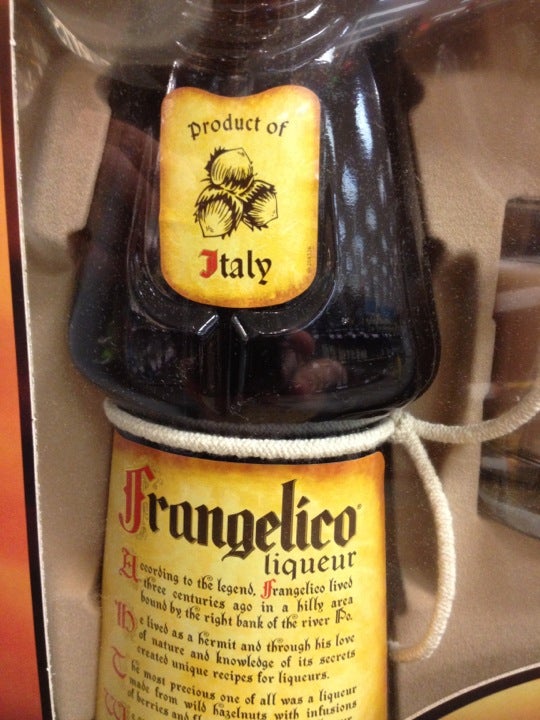 Product of
Italy
Frangelico
liqueur
According to the legend, Frangelico lived
three centuries ago in a hilly area
bound by the right bank of the river Po.
He lived as a hermit and through his love
of nature and knowledge of its secrets
created unique recipes for liqueurs.
The most precious one of all was a liqueur
made from wild hazelnuts with infusions
of berries and